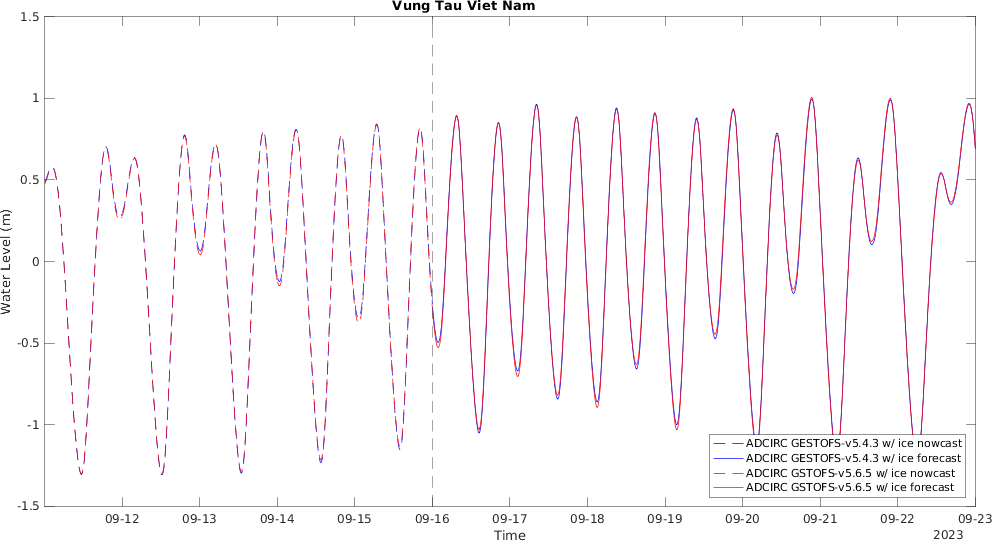 Vung Tau Viet Nam
1.5
1
0.5
0
-0.5
-1
-1.5
Water Level (m)
ADCIRC GESTOFS-v5.4.3 w/ ice nowcast
ADCIRC GESTOFS-v5.4.3 w/ ice forecast
ADCIRC GSTOFS-v5.6.5 w/ ice nowcast
ADCIRC GSTOFS-v5.6.5 w/ ice forecast
09-12 09-13 09-14 09-15 09-16 09-17 09-18 09-19 09-20 09-21 09-22 09-23
Time
2023